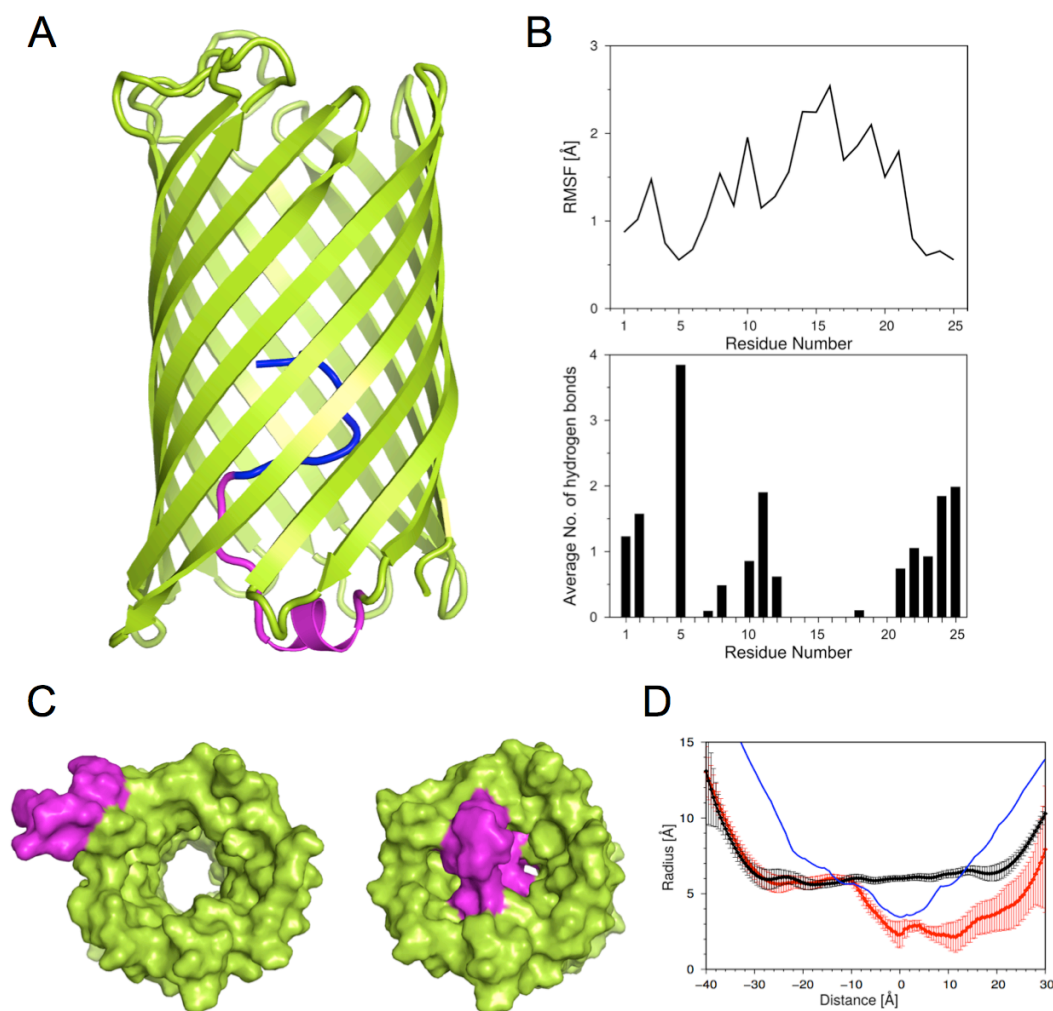 A
B
3
2
1
0
RMSF [Å]
1 5 10 15 20 25
Residue Number
4
3
2
1
0
Average No. of hydrogen bonds
1 5 10 15 20 25
Residue Number
C
D
15
10
5
0
Radius [Å]
−40 −30 −20 −10 0 10 20 30
Distance [Å]